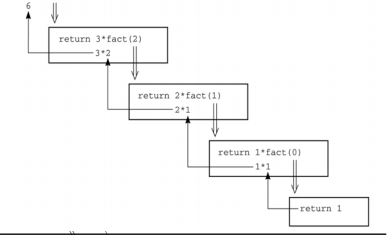 6
return 3*fact(2)
3*2
return 2*fact(1)
2*1
return 1*fact(0)
1*1
return 1